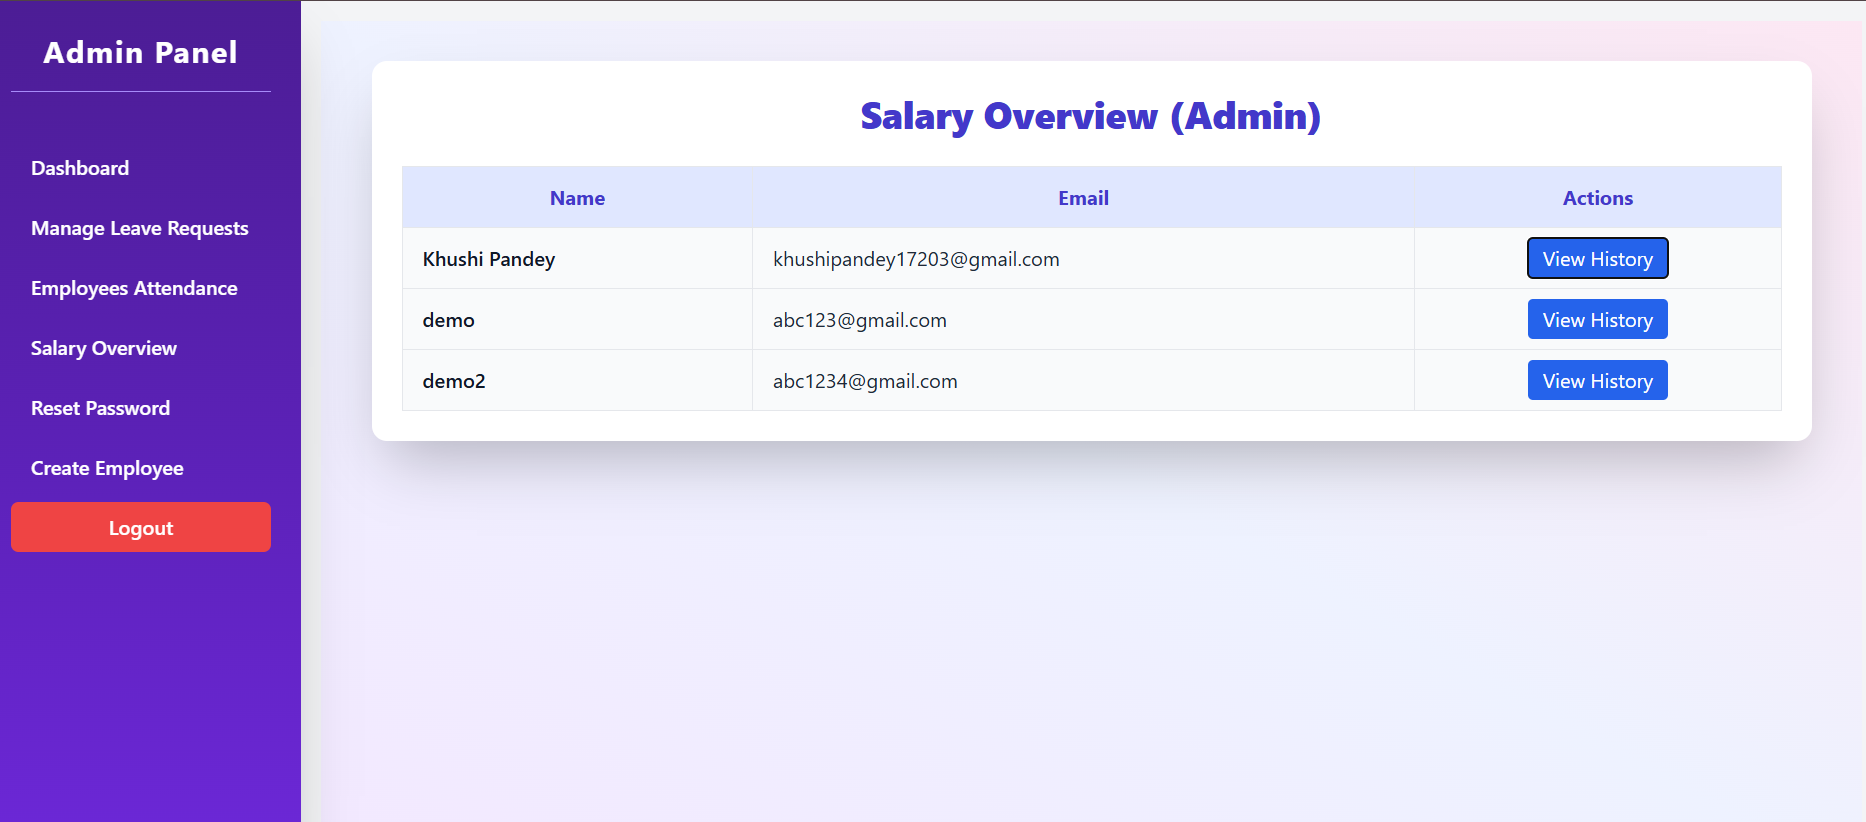 Admin Panel
Dashboard
Manage Leave Requests
Employees Attendance
Salary Overview
Reset Password
Create Employee
Logout
Salary Overview (Admin)
Name Email Actions
Khushi Pandey khushipandey17203@gmail.com View History
demo abc123@gmail.com View History
demo2 abc1234@gmail.com View History